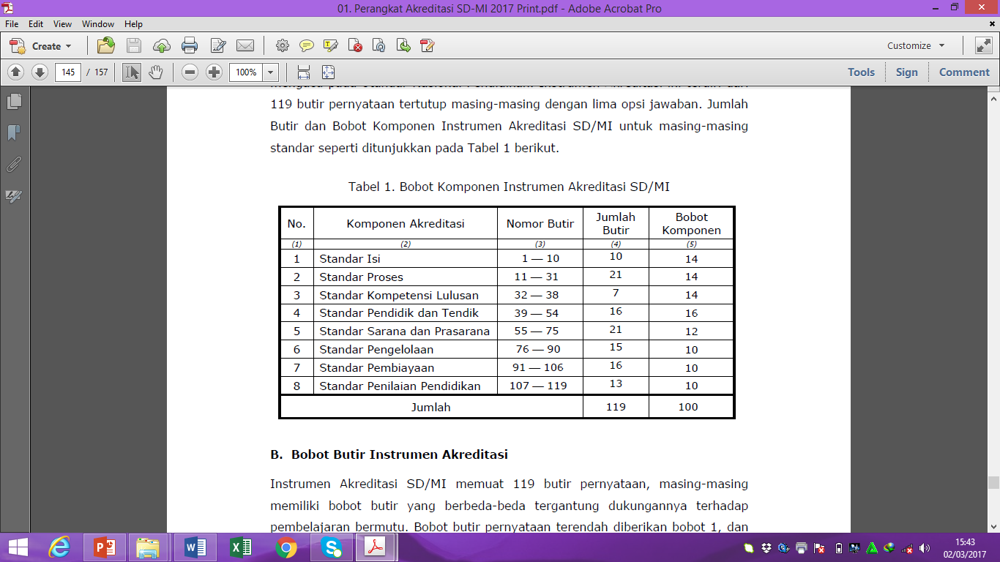 01. Perangkat Akreditasi SD-MI 2017 Print.pdf - Adobe Acrobat Pro
File Edit View Window Help
Create Customize
145 / 157 100% Tools Sign Comment
119 butir pernyataan tertutup masing-masing dengan lima opsi jawaban. Jumlah
Butir dan Bobot Komponen Instrumen Akreditasi SD/MI untuk masing-masing
standar seperti ditunjukkan pada Tabel 1 berikut.
Tabel 1. Bobot Komponen Instrumen Akreditasi SD/MI
No. Komponen Akreditasi Nomor Butir Jumlah Butir Bobot Komponen
(1) (2) (3) (4) (5)
1 Standar Isi 1 — 10 10 14
2 Standar Proses 11 — 31 21 14
3 Standar Kompetensi Lulusan 32 — 38 7 14
4 Standar Pendidik dan Tendik 39 — 54 16 16
5 Standar Sarana dan Prasarana 55 — 75 21 12
6 Standar Pengelolaan 76 — 90 15 10
7 Standar Pembiayaan 91 — 106 16 10
8 Standar Penilaian Pendidikan 107 — 119 13 10
Jumlah 119 100
B. Bobot Butir Instrumen Akreditasi
Instrumen Akreditasi SD/MI memuat 119 butir pernyataan, masing-masing
memiliki bobot butir yang berbeda-beda tergantung dukungannya terhadap
pembelajaran bermutu. Bobot butir pernyataan terendah diberikan bobot 1, dan
15:43
02/03/2017